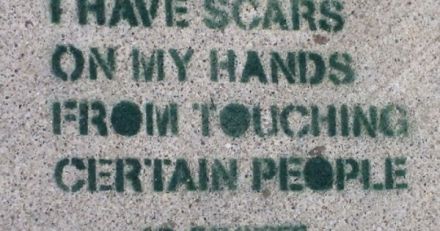 I HAVE SCARS
ON MY HANDS
FROM TOUCHING
CERTAIN PEOPLE